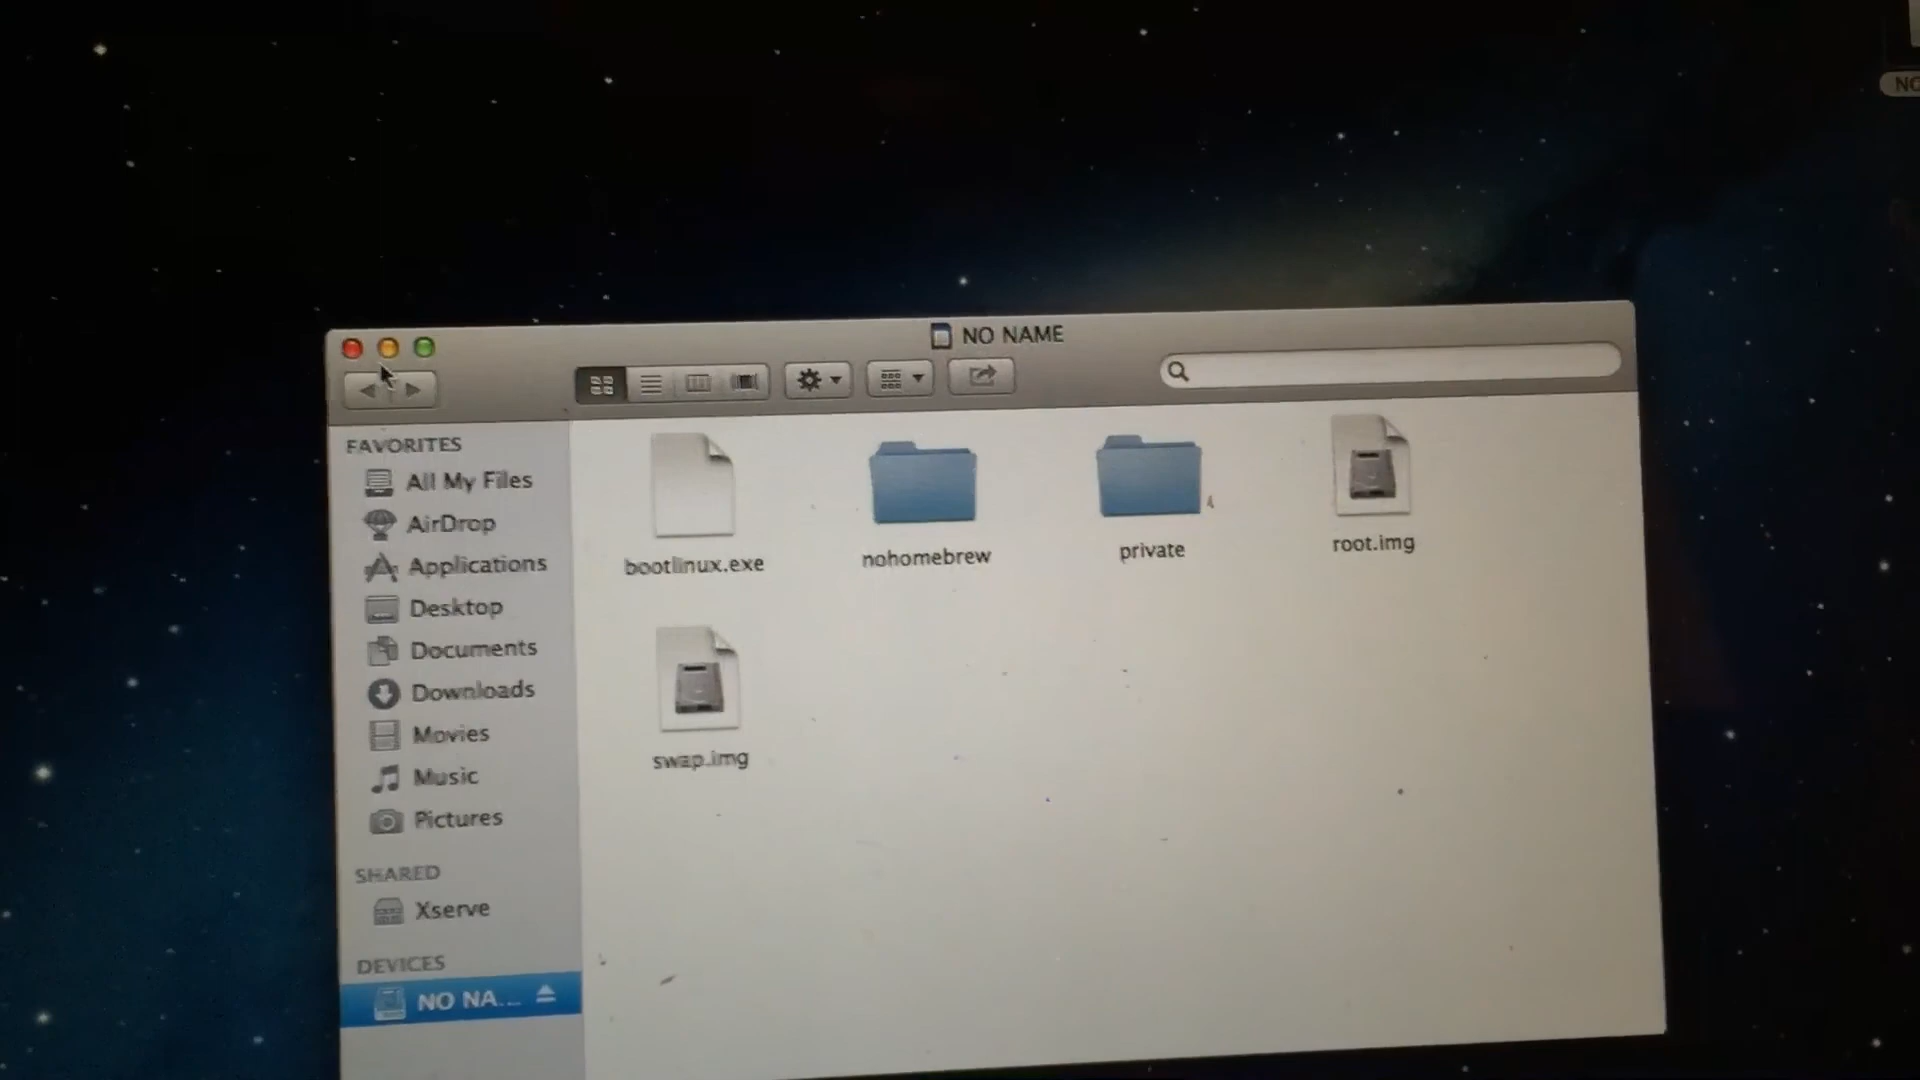 NO
NO NAME
FAVORITES
All My Files
AirDrop
Applications
Desktop
Documents
Downloads
Movies
Music
Pictures
SHARED
Xserve
DEVICES
NO NA...
bootlinux.exe
nohomebrew
private
root.img
swap.img